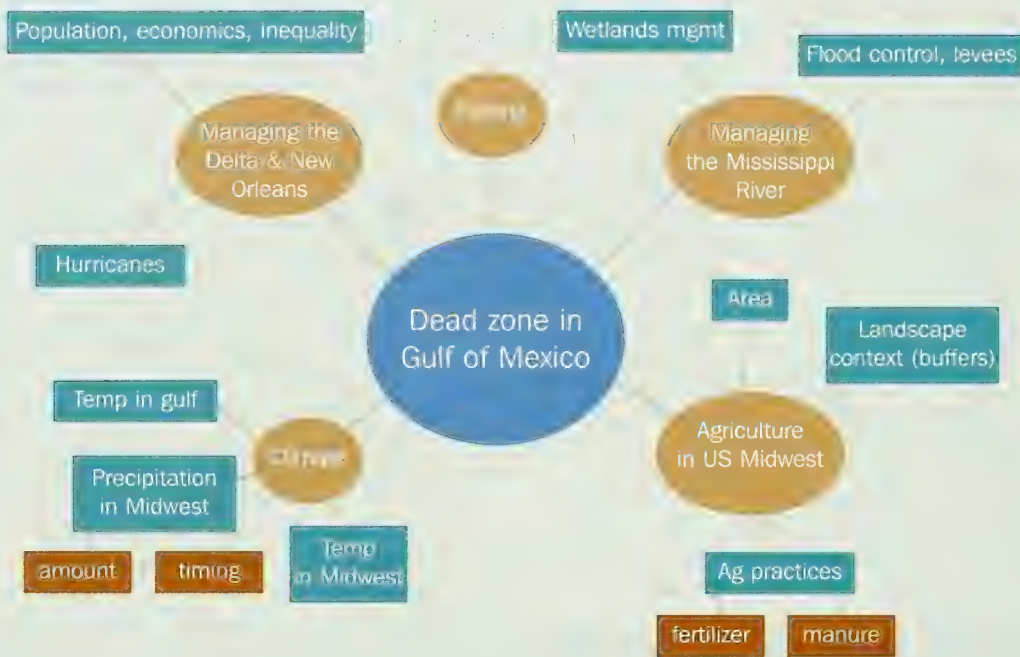 Population, economics, inequality
Wetlands mgmt
Flood control, levees
Managing the
Delta & New
Orleans
Managing
the Mississippi
River
Hurricanes
Dead zone in
Gulf of Mexico
Area
Landscape
context (buffers)
Temp in gulf
Climate
Agriculture
in US Midwest
Precipitation
in Midwest
amount
timing
Temp
in Midwest
Ag practices
fertilizer
manure